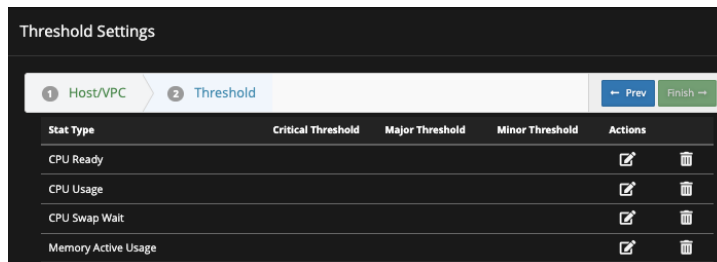 Threshold Settings
1 Host/VPC 2 Threshold ← Prev Finish →
Stat Type Critical Threshold Major Threshold Minor Threshold Actions
CPU Ready
CPU Usage
CPU Swap Wait
Memory Active Usage